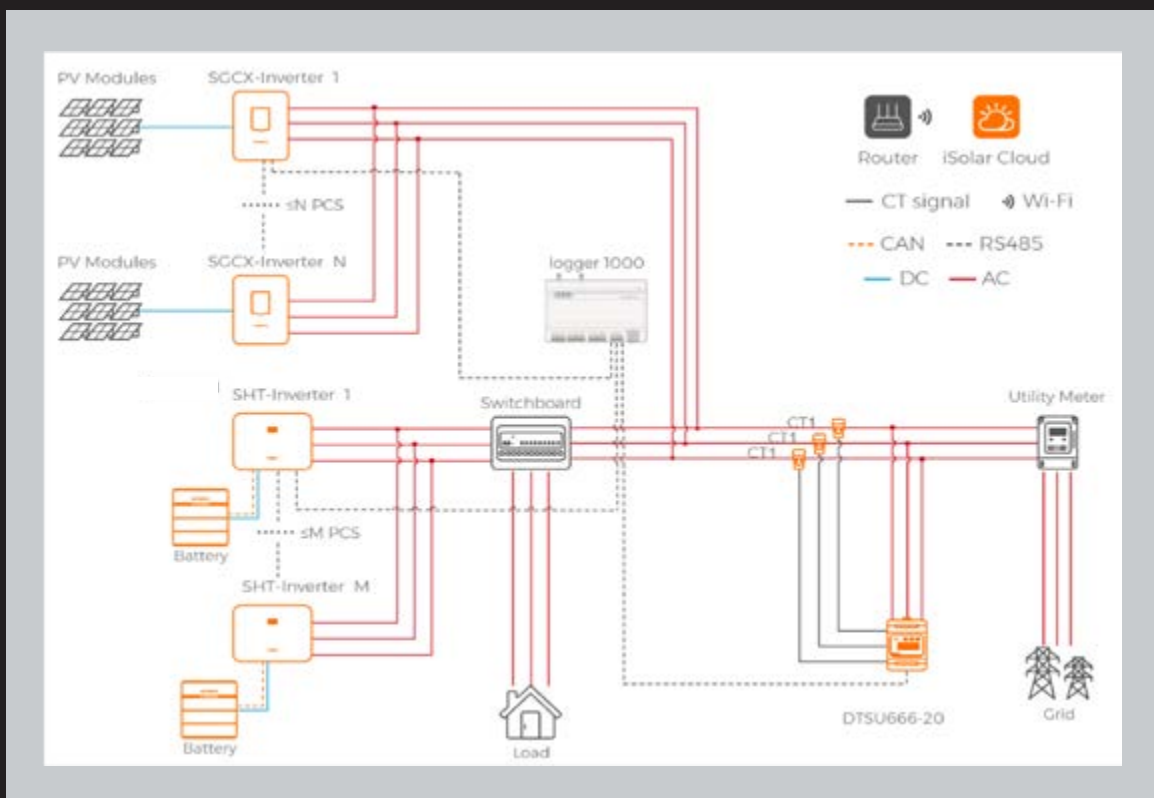 PV Modules
SGCX-Inverter 1
≤N PCS
PV Modules
SGCX-Inverter N
Router
iSolar Cloud
CT signal
Wi-Fi
CAN
RS485
DC
AC
logger 1000
SHT-Inverter 1
Switchboard
CT1
CT1
CT1
Utility Meter
Battery
≤M PCS
SHT-Inverter M
Battery
Load
DTSU666-20
Grid